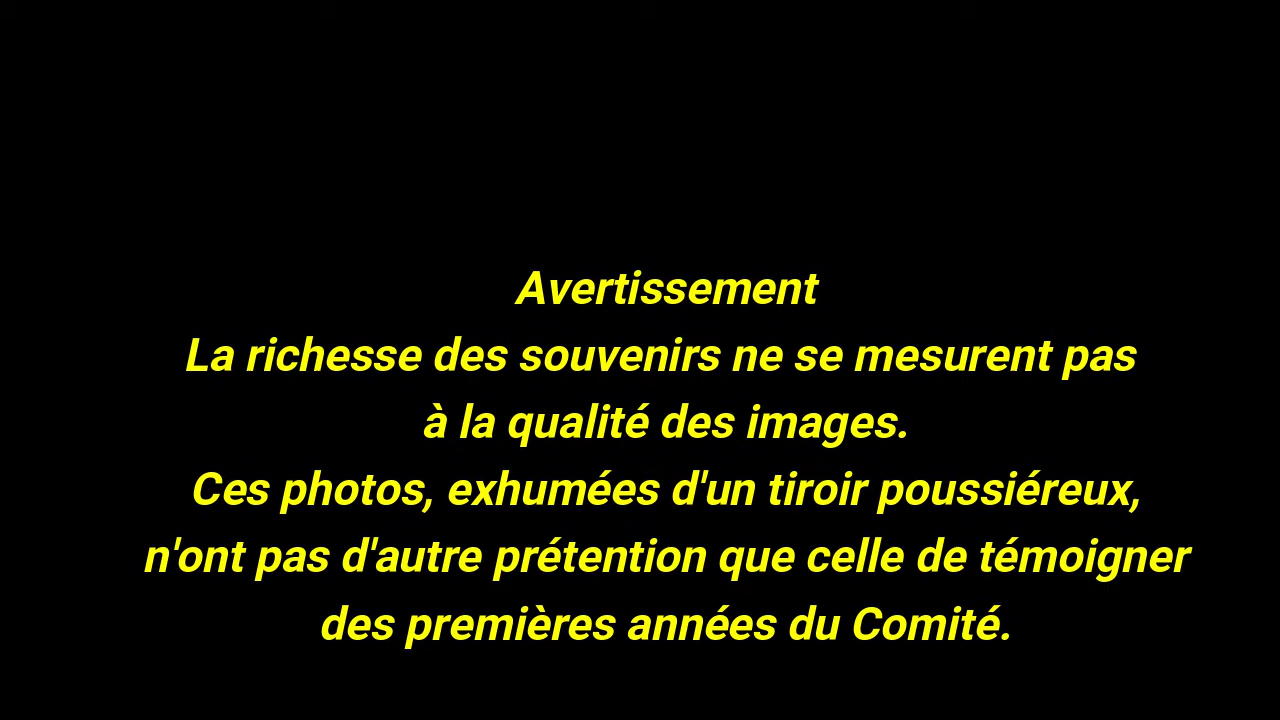 Avertissement
La richesse des souvenirs ne se mesurent pas
à la qualité des images.
Ces photos, exhumées d'un tiroir poussiéreux,
n'ont pas d'autre prétention que celle de témoigner
des premières années du Comité.